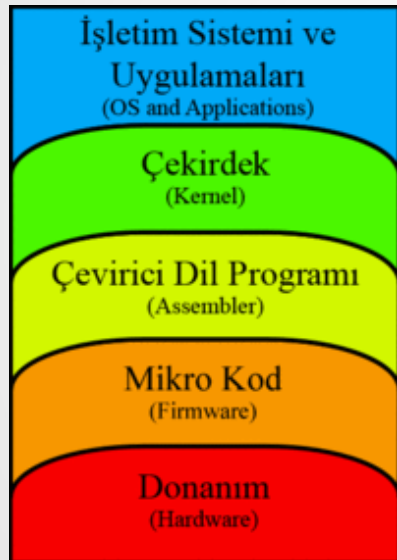 İşletim Sistemi ve
Uygulamaları
(OS and Applications)
Çekirdek
(Kernel)
Çevirici Dil Programı
(Assembler)
Mikro Kod
(Firmware)
Donanım
(Hardware)